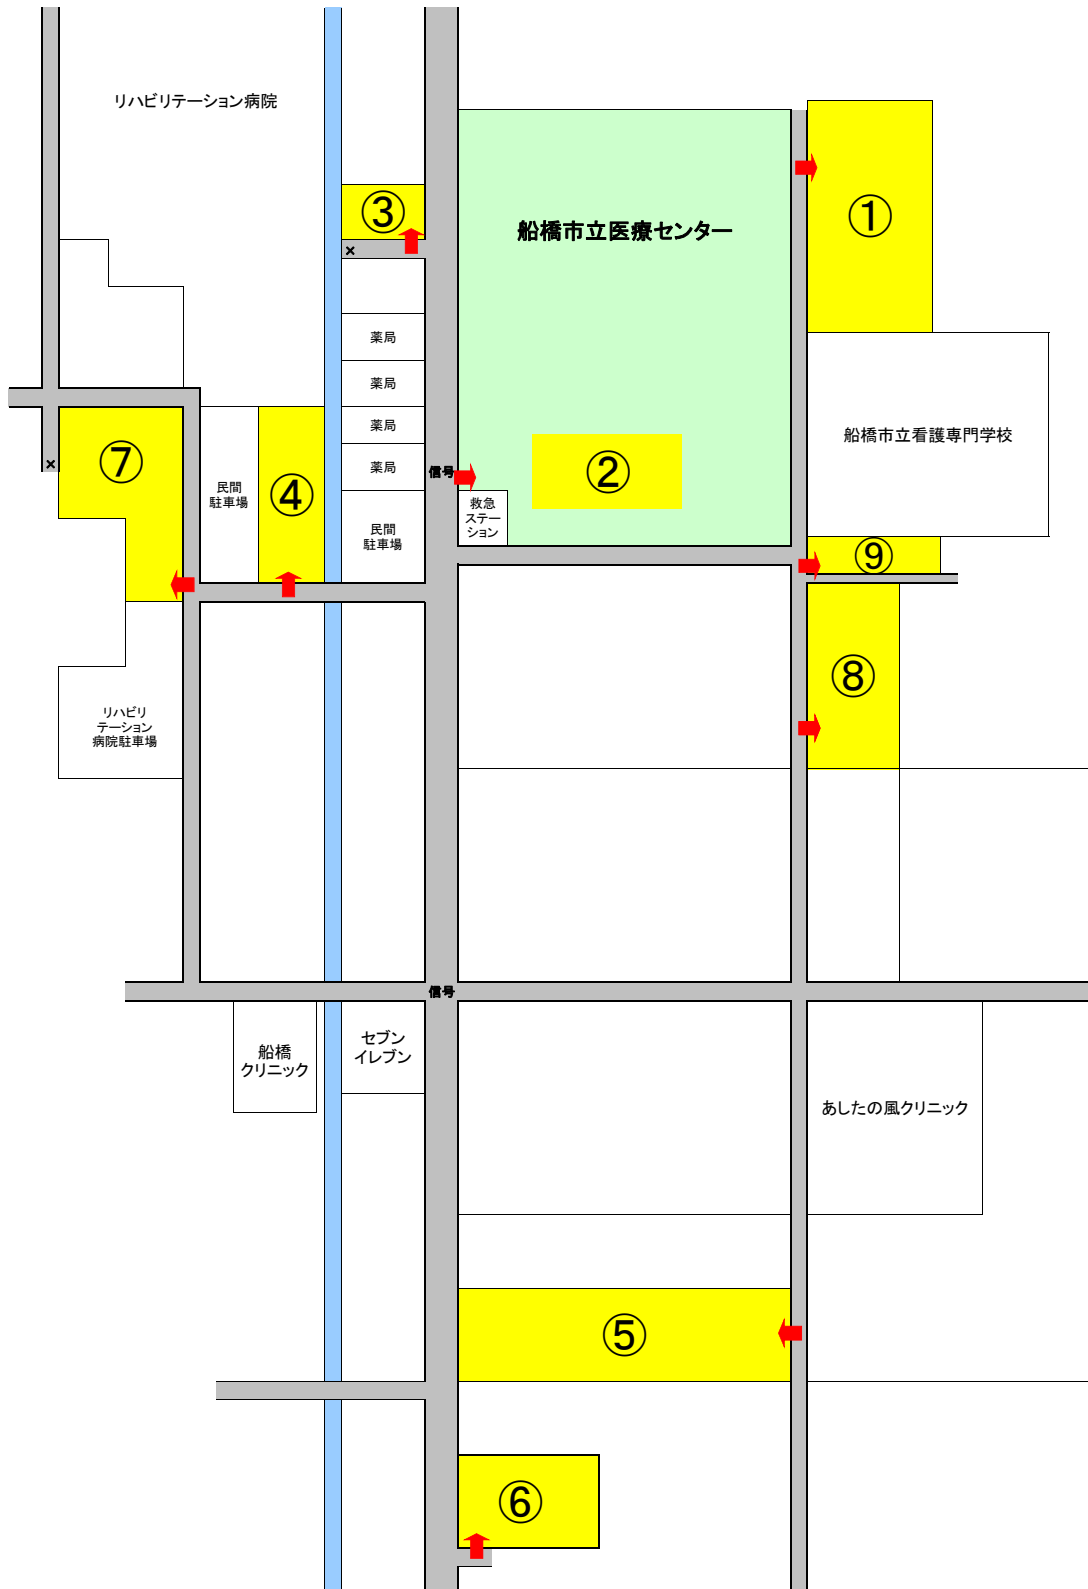 リハビリテーション病院
①
③
船橋市立医療センター
×
薬局
薬局
薬局
船橋市立看護専門学校
⑦
信号
②
薬局
×
④
民間
駐車場
救急
ステー
ション
民間
駐車場
⑨
⑧
リハビリ
テーション
病院駐車場
信号
船橋
クリニック
セブン
イレブン
あしたの風クリニック
⑤
⑥